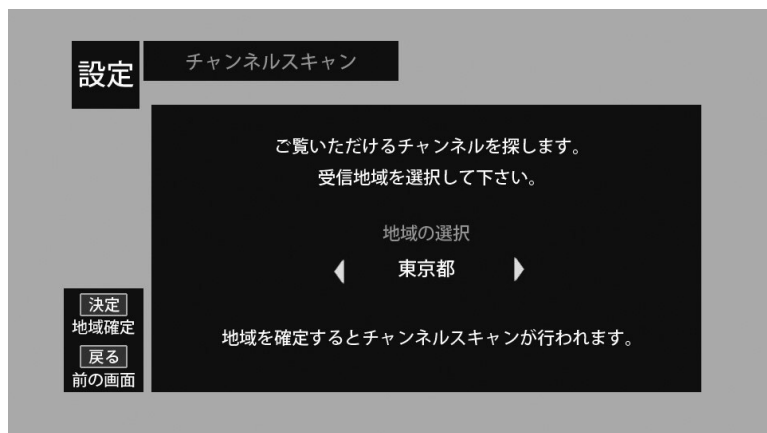 設定
チャンネルスキャン
ご覧いただけるチャンネルを探します。
受信地域を選択して下さい。
地域の選択
東京都
地域を確定するとチャンネルスキャンが行われます。
決定
地域確定
戻る
前の画面